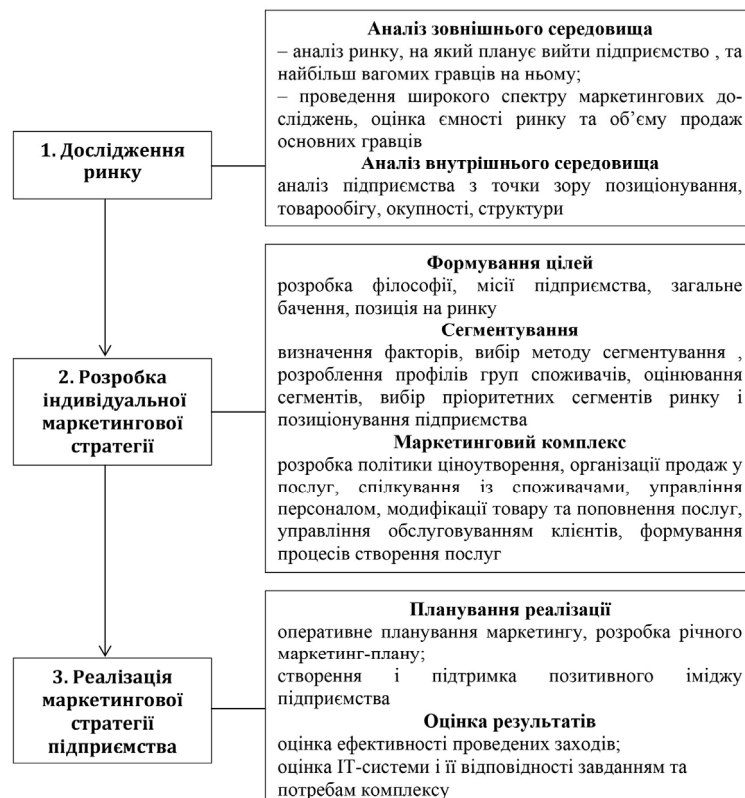 Аналіз зовнішнього середовища
– аналіз ринку, на який планує вийти підприємство , та
найбільш вагомих гравців на ньому;
– проведення широкого спектру маркетингових до-
сліджень, оцінка ємності ринку та об’єму продаж
основних гравців
Аналіз внутрішнього середовища
аналіз підприємства з точки зору позиціонування,
товарообігу, окупності, структури
1. Дослідження
ринку
Формування цілей
розробка філософії, місії підприємства, загальне
бачення, позиція на ринку
Сегментування
визначення факторів, вибір методу сегментування ,
розроблення профілів груп споживачів, оцінювання
сегментів, вибір пріоритетних сегментів ринку і
позиціонування підприємства
Маркетинговий комплекс
розробка політики ціноутворення, організації продаж у
послуг, спілкування із споживачами, управління
персоналом, модифікації товару та поповнення послуг,
управління обслуговуванням клієнтів, формування
процесів створення послуг
2. Розробка
індивідуальної
маркетингової
стратегії
Планування реалізації
оперативне планування маркетингу, розробка річного
маркетинг-плану;
створення і підтримка позитивного іміджу
підприємства
Оцінка результатів
оцінка ефективності проведених заходів;
оцінка ІТ-системи і її відповідності завданням та
потребам комплексу
3. Реалізація
маркетингової
стратегії
підприємства